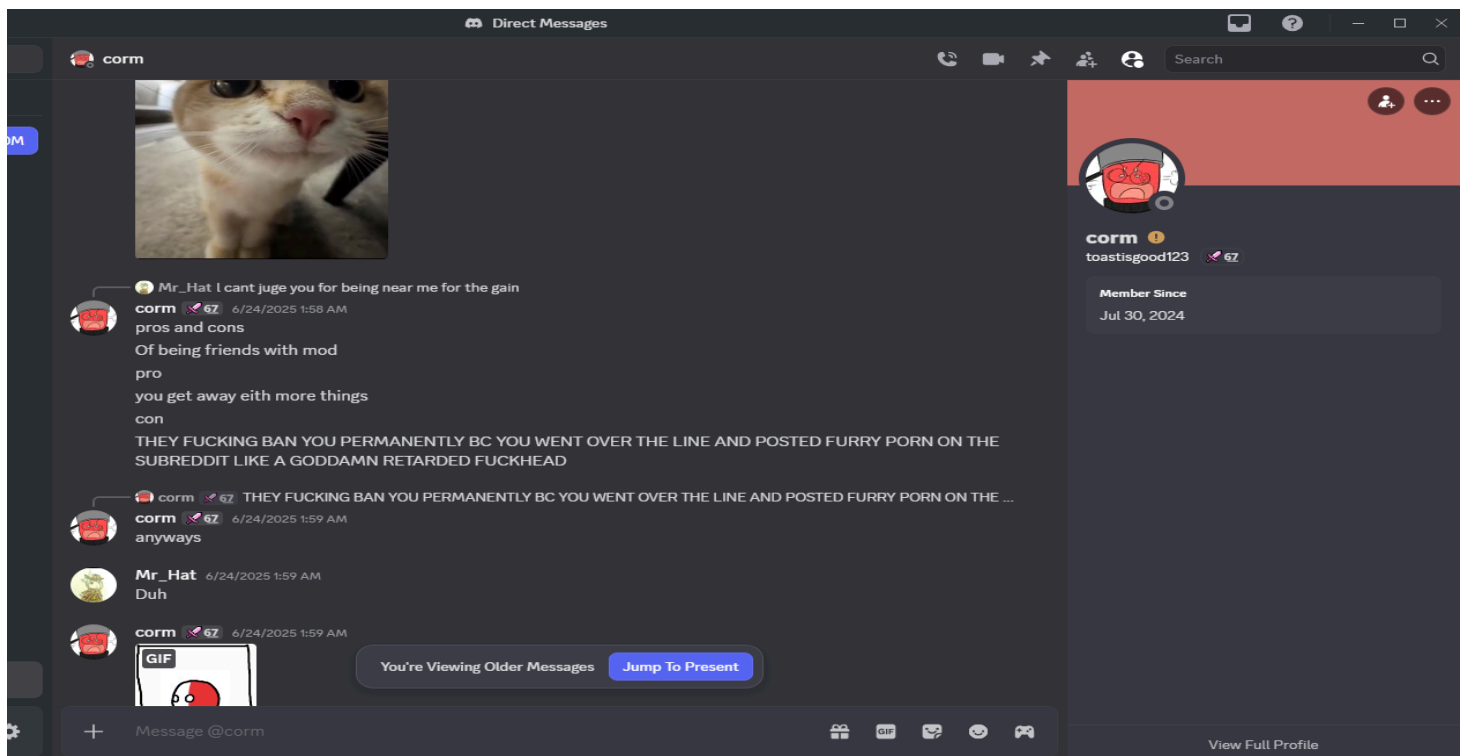 Direct Messages
corm
Search
OM
Mr_Hat I cant juge you for being near me for the gain
corm 67 6/24/2025 1:58 AM
pros and cons
Of being friends with mod
pro
you get away eith more things
con
THEY FUCKING BAN YOU PERMANENTLY BC YOU WENT OVER THE LINE AND POSTED FURRY PORN ON THE
SUBREDDIT LIKE A GODDAMN RETARDED FUCKHEAD
corm 67 THEY FUCKING BAN YOU PERMANENTLY BC YOU WENT OVER THE LINE AND POSTED FURRY PORN ON THE ...
corm 67 6/24/2025 1:59 AM
anyways
Mr_Hat 6/24/2025 1:59 AM
Duh
corm 67 6/24/2025 1:59 AM
GIF
You're Viewing Older Messages Jump To Present
Message @corm
GIF
corm
toastisgood123 67
Member Since
Jul 30, 2024
View Full Profile